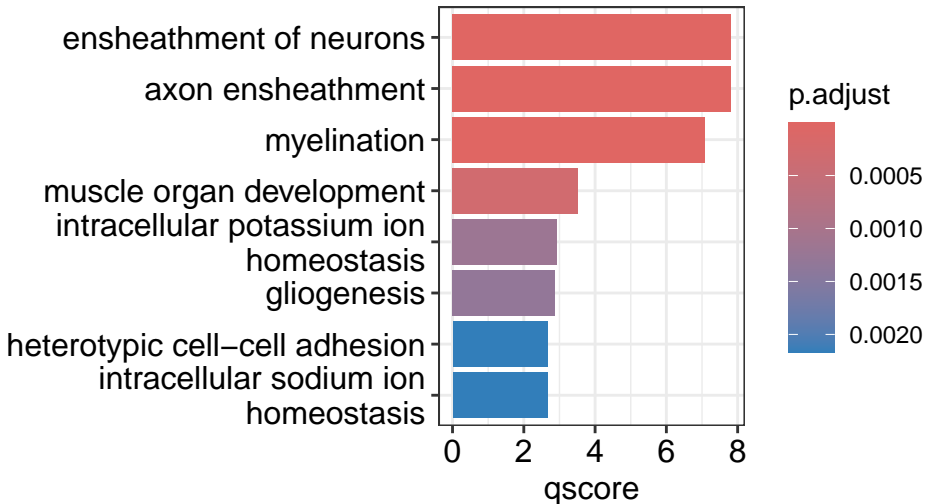 ensheathment of neurons
axon ensheathment
myelination
muscle organ development
intracellular potassium ion
homeostasis
gliogenesis
heterotypic cell−cell adhesion
intracellular sodium ion
homeostasis
0 2 4 6 8
qscore
p.adjust
0.0005
0.0010
0.0015
0.0020